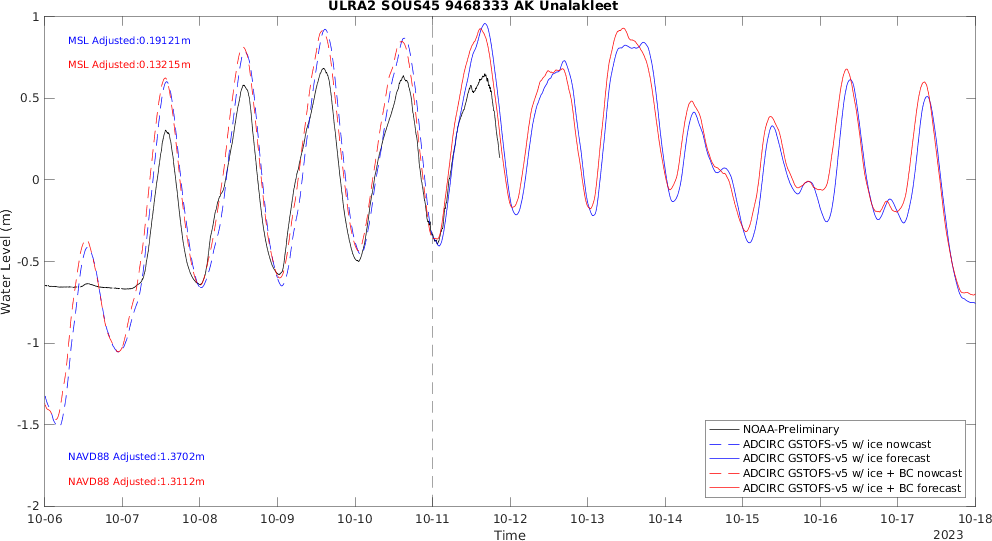 ULRA2 SOUS45 9468333 AK Unalakleet
1
MSL Adjusted:0.19121m
MSL Adjusted:0.13215m
0.5
0
-0.5
-1
-1.5
-2
Water Level (m)
NAVD88 Adjusted:1.3702m
NAVD88 Adjusted:1.3112m
NOAA-Preliminary
ADCIRC GSTOFS-v5 w/ ice nowcast
ADCIRC GSTOFS-v5 w/ ice forecast
ADCIRC GSTOFS-v5 w/ ice + BC nowcast
ADCIRC GSTOFS-v5 w/ ice + BC forecast
10-06 10-07 10-08 10-09 10-10 10-11 10-12 10-13 10-14 10-15 10-16 10-17 10-18
Time
2023